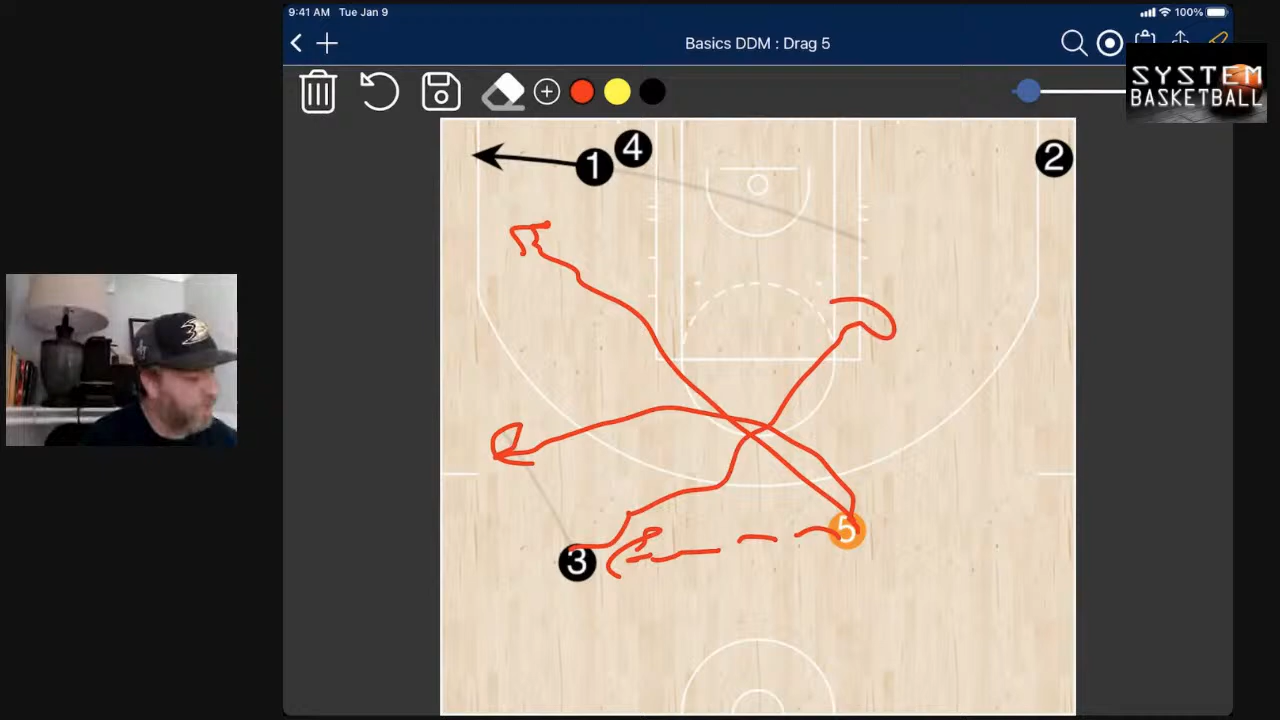 9:41 AM Tue Jan 9
100%
Basics DDM : Drag 5
SYSTEM
BASKETBALL
1
4
2
5
3